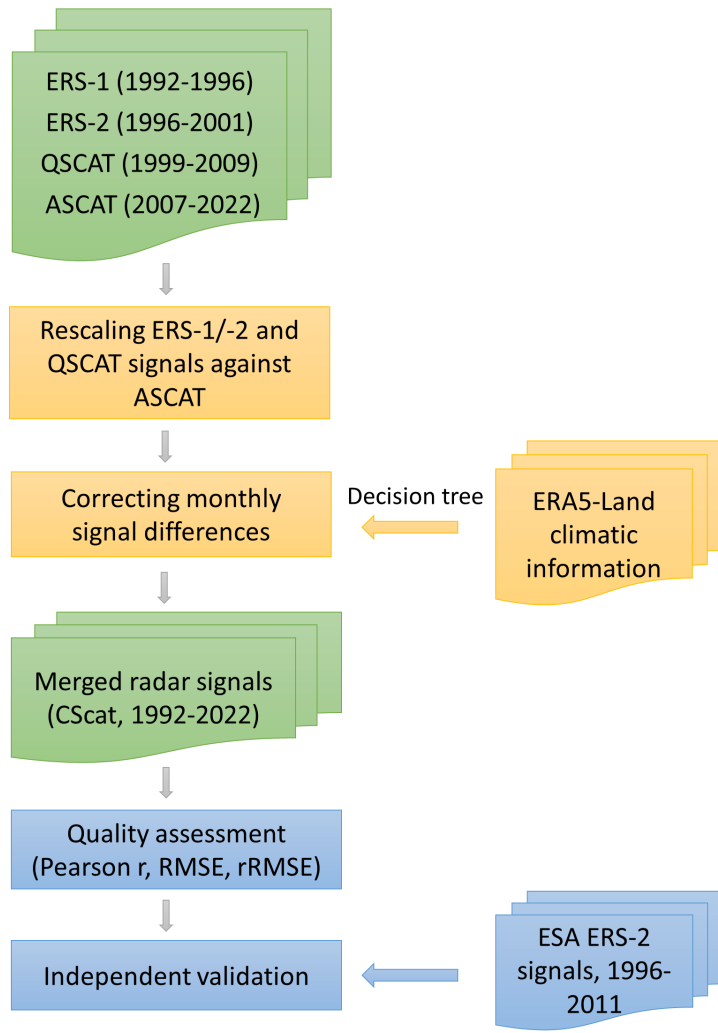 ERS-1 (1992-1996)
ERS-2 (1996-2001)
QSCAT (1999-2009)
ASCAT (2007-2022)
Rescaling ERS-1/-2 and
QSCAT signals against
ASCAT
Correcting monthly
signal differences
Decision tree
ERA5-Land
climatic
information
Merged radar signals
(CScat, 1992-2022)
Quality assessment
(Pearson r, RMSE, rRMSE)
Independent validation
ESA ERS-2
signals, 1996-
2011